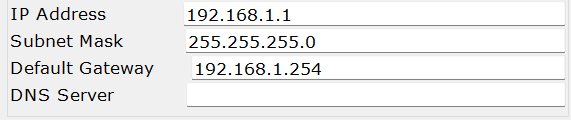 IP Address 192.168.1.1
Subnet Mask 255.255.255.0
Default Gateway 192.168.1.254
DNS Server